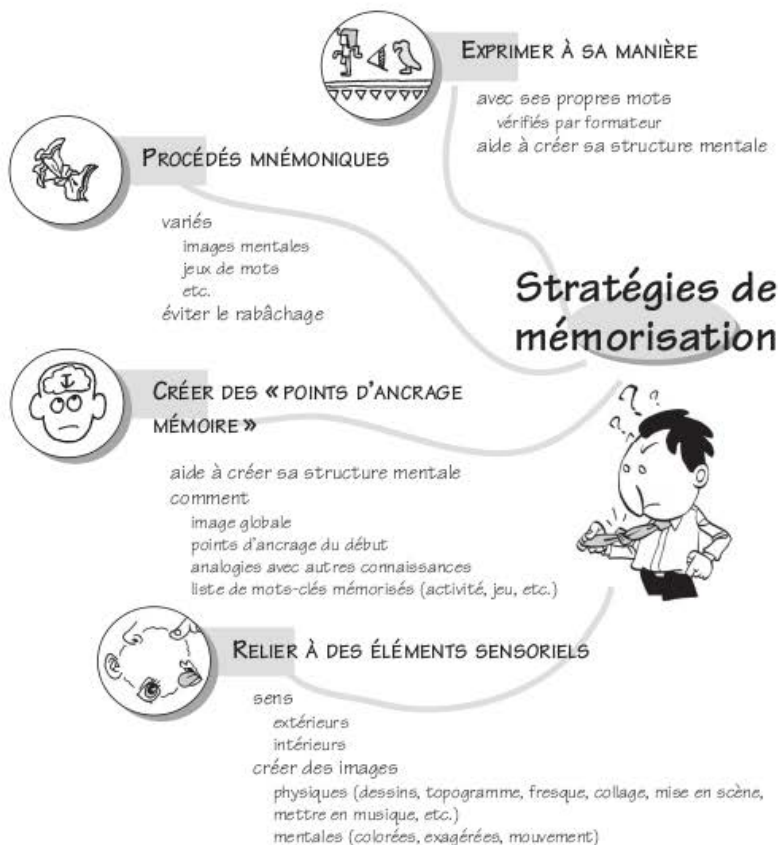 EXPRIMER À SA MANIÈRE
avec ses propres mots
vérifiés par formateur
aide à créer sa structure mentale
PROCÉDÉS MNÉMONIQUES
variés
images mentales
jeux de mots
etc.
éviter le rabâchage
Stratégies de
mémorisation
CRÉER DES « POINTS D'ANCRAGE
MÉMOIRE »
aide à créer sa structure mentale
comment
image globale
points d'ancrage du début
analogies avec autres connaissances
liste de mots-clés mémorisés (activité, jeu, etc.)
? ? ? ?
RELIER À DES ÉLÉMENTS SENSORIELS
sens
extérieurs
intérieurs
créer des images
physiques (dessins, topogramme, fresque, collage, mise en scène,
mettre en musique, etc.)
mentales (colorées, exagérées, mouvement)